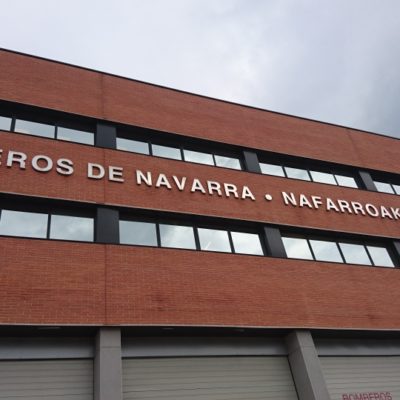 EROS DE NAVARRA • NAFARROAK
BOMBEROS